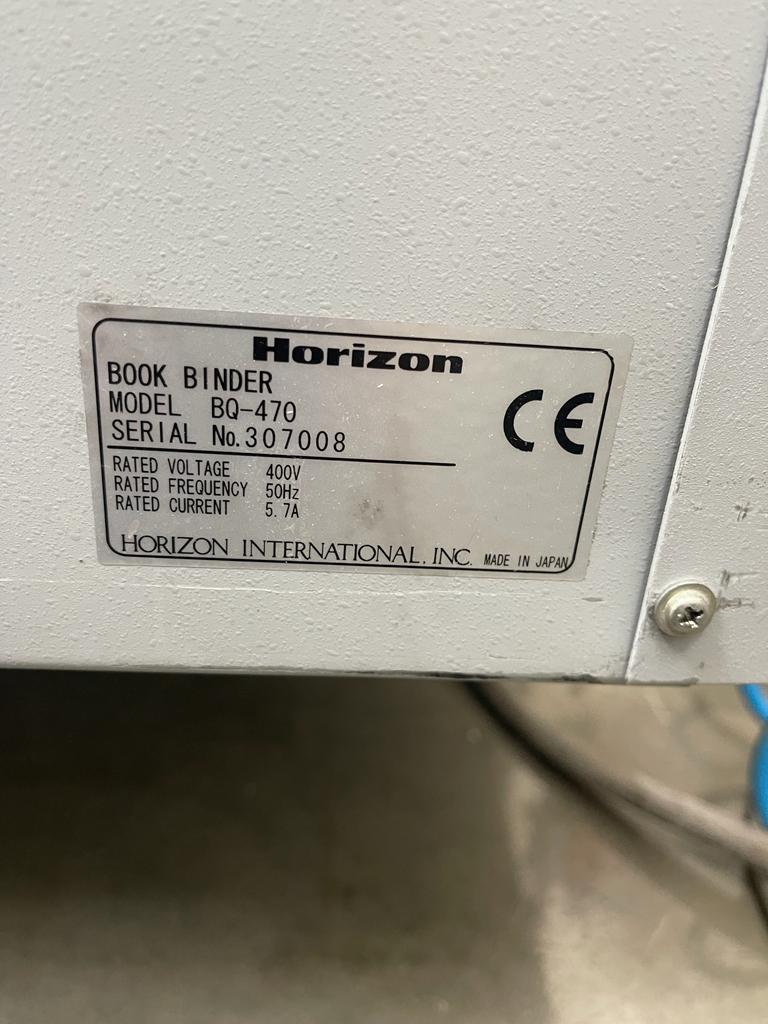 Horizon
BOOK BINDER
MODEL BQ-470
SERIAL No. 307008
RATED VOLTAGE 400V
RATED FREQUENCY 50Hz
RATED CURRENT 5.7A
CE
HORIZON INTERNATIONAL, INC. MADE IN JAPAN